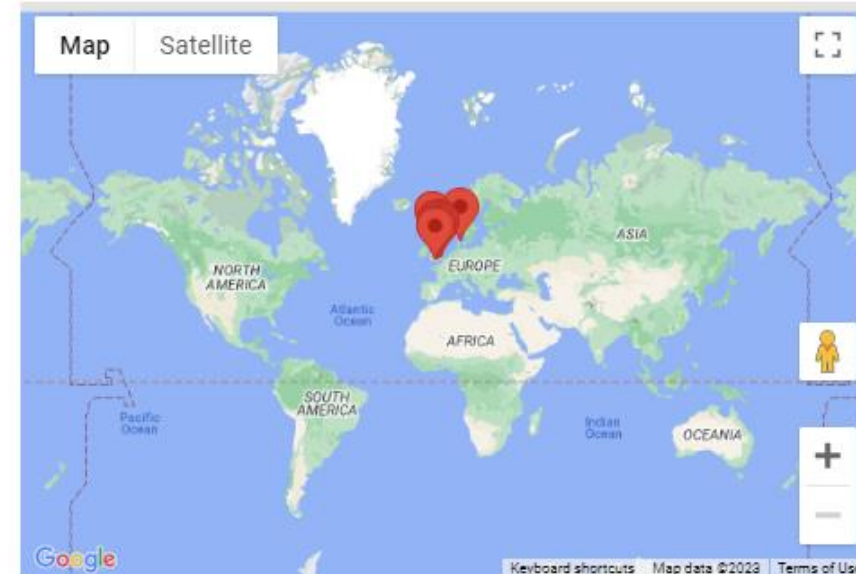 Map Satellite
ASIA
NORTH
AMERICA
EUROPE
Atlantic
Ocean
AFRICA
SOUTH
AMERICA
Pacific
Ocean
Indian
Ocean
OCEANIA
Google
Keyboard shortcuts Map data ©2023 Terms of Use